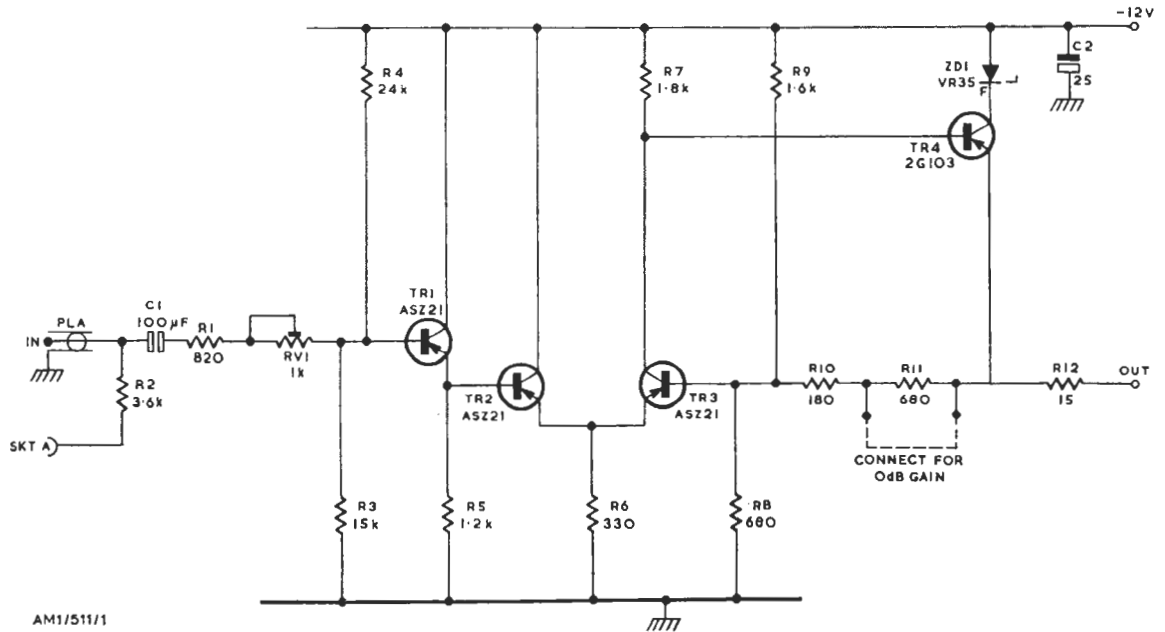 -12V
R4
24k
R7
1·8k
R9
1·6k
ZD1
VR35
F
C2
25
TR4
2G103
TR1
ASZ21
C1
100µF
PLA
IN
R1
820
RV1
1k
R2
3·6k
SKT A
TR2
ASZ21
TR3
ASZ21
R10
180
R11
680
R12
15
OUT
CONNECT FOR
OdB GAIN
R3
15k
R5
1·2k
R6
330
R8
680
AM1/511/1